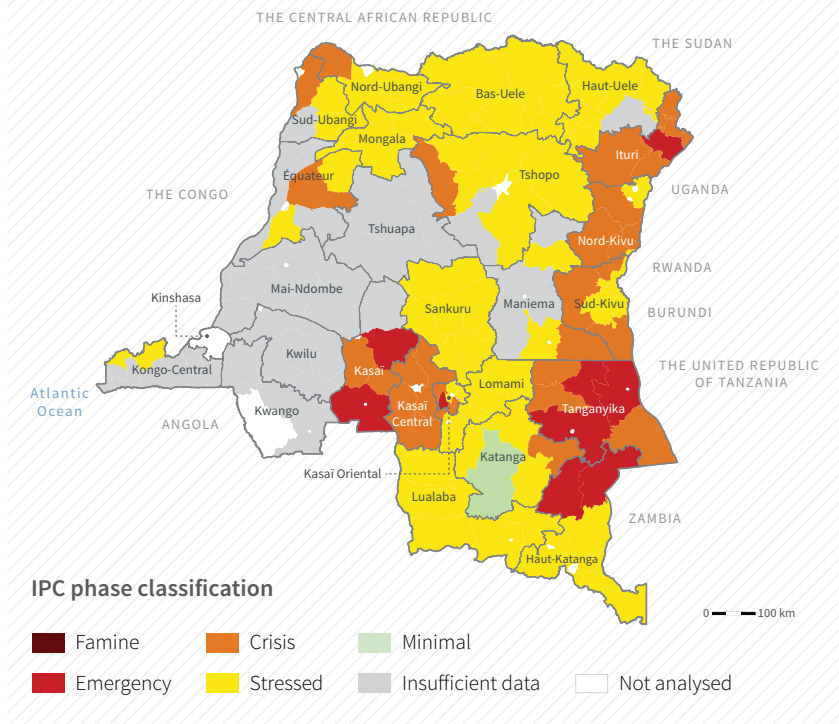 THE CENTRAL AFRICAN REPUBLIC
THE SUDAN
Nord-Ubangi
Bas-Uele
Haut-Uele
Sud-Ubangi
Mongala
Ituri
Équateur
Tshopo
UGANDA
THE CONGO
Tshuapa
Nord-Kivu
RWANDA
Mai-Ndombe
Kinshasa
Sankuru
Maniema
Sud-Kivu
BURUNDI
Kwilu
Kongo-Central
Kasaï
THE UNITED REPUBLIC
OF TANZANIA
Lomami
Atlantic
Ocean
Kwango
Kasaï
Central
Tanganyika
ANGOLA
Katanga
Kasaï Oriental
Lualaba
ZAMBIA
Haut-Katanga
IPC phase classification
0 100 km
Famine
Crisis
Minimal
Emergency
Stressed
Insufficient data
Not analysed